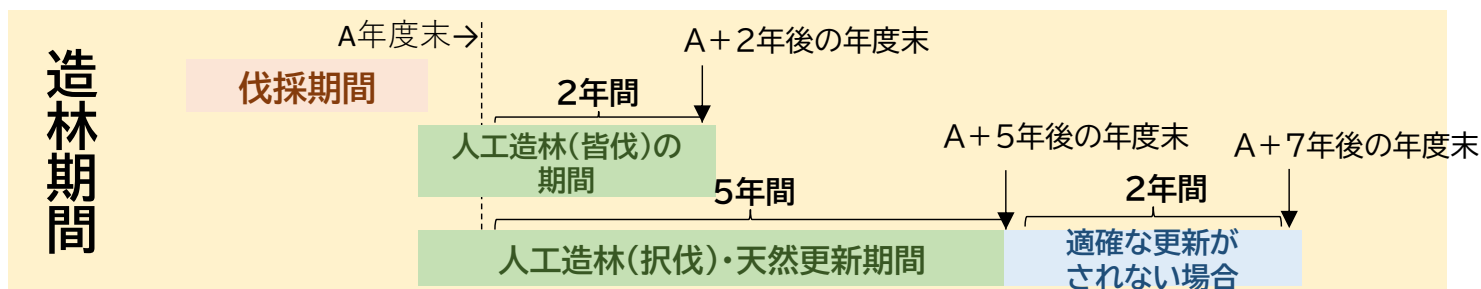 造林期間
A年度末→
A+2年後の年度末
伐採期間
2年間
人工造林(皆伐)の
期間
A+5年後の年度末
A+7年後の年度末
5年間
2年間
人工造林(択伐)・天然更新期間
適確な更新が
されない場合